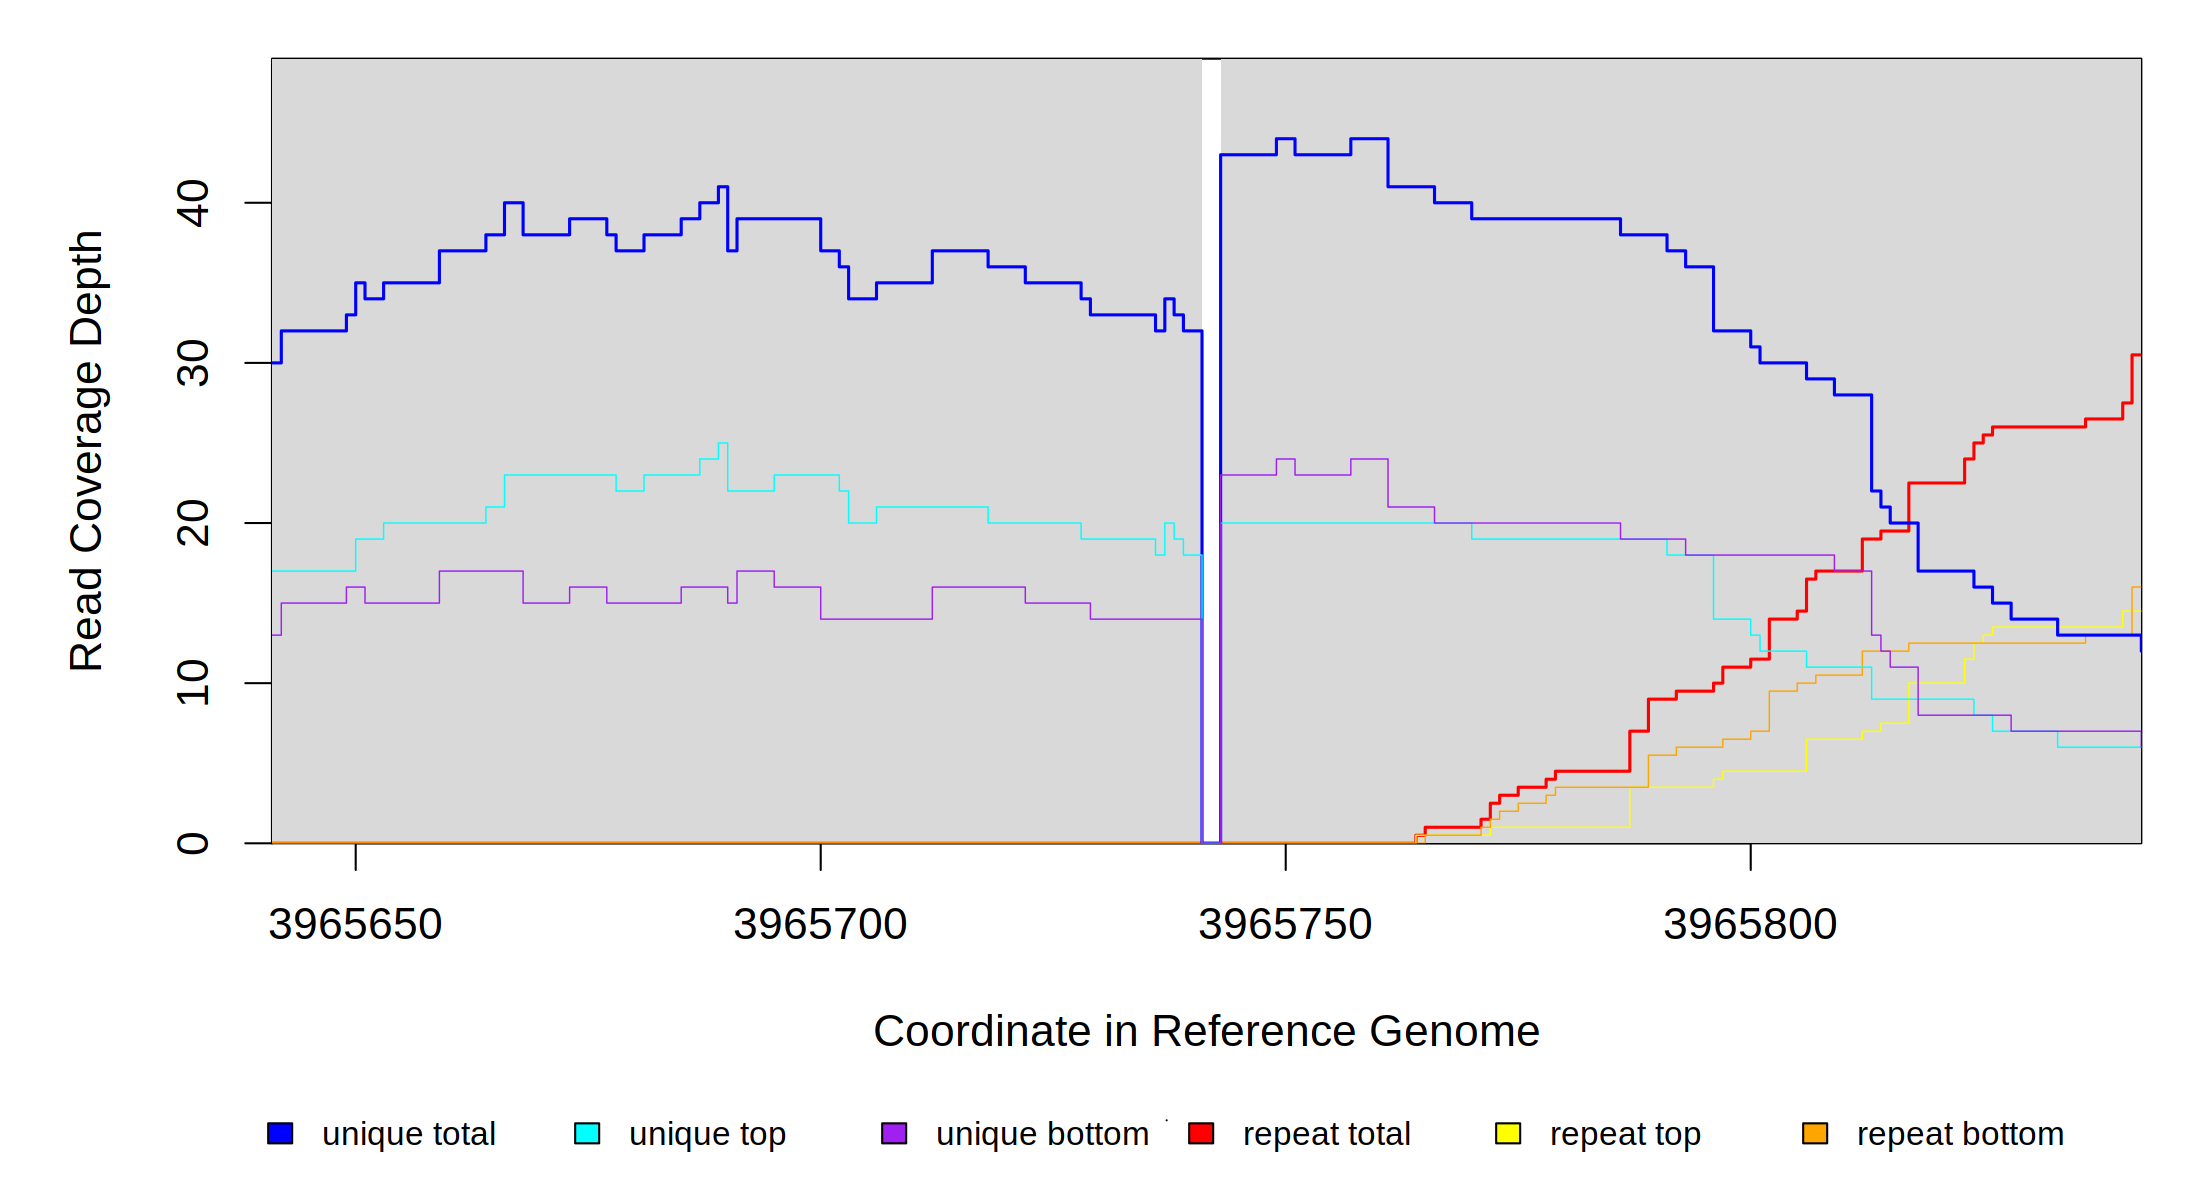 Read Coverage Depth
40
30
20
10
0
3965650 3965700 3965750 3965800
Coordinate in Reference Genome
unique total unique top unique bottom repeat total repeat top repeat bottom